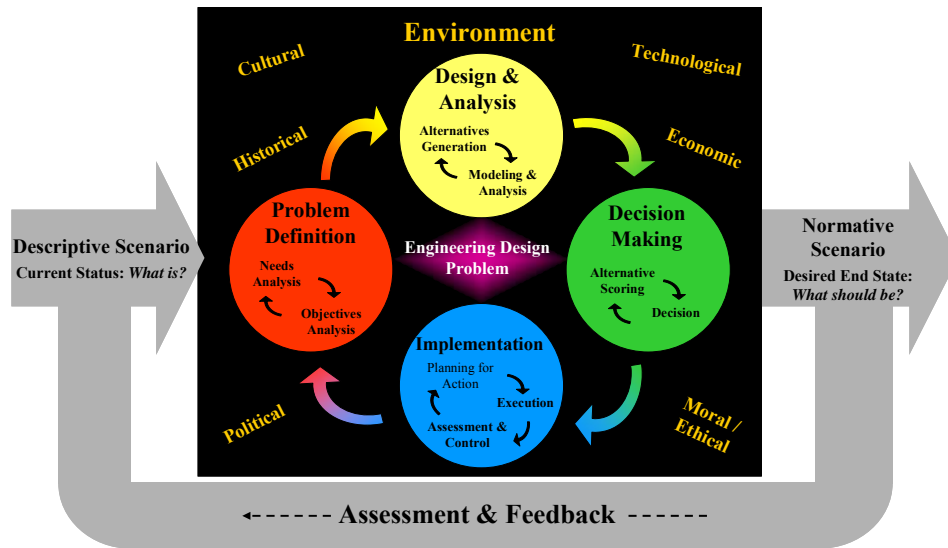 Environment
Cultural
Technological
Historical
Economic
Design &
Analysis
Alternatives
Generation
Modeling &
Analysis
Descriptive Scenario
Current Status: What is?
Problem
Definition
Needs
Analysis
Objectives
Analysis
Engineering Design
Problem
Decision
Making
Alternative
Scoring
Decision
Normative
Scenario
Desired End State:
What should be?
Implementation
Planning for
Action
Execution
Assessment &
Control
Political
Moral /
Ethical
Assessment & Feedback